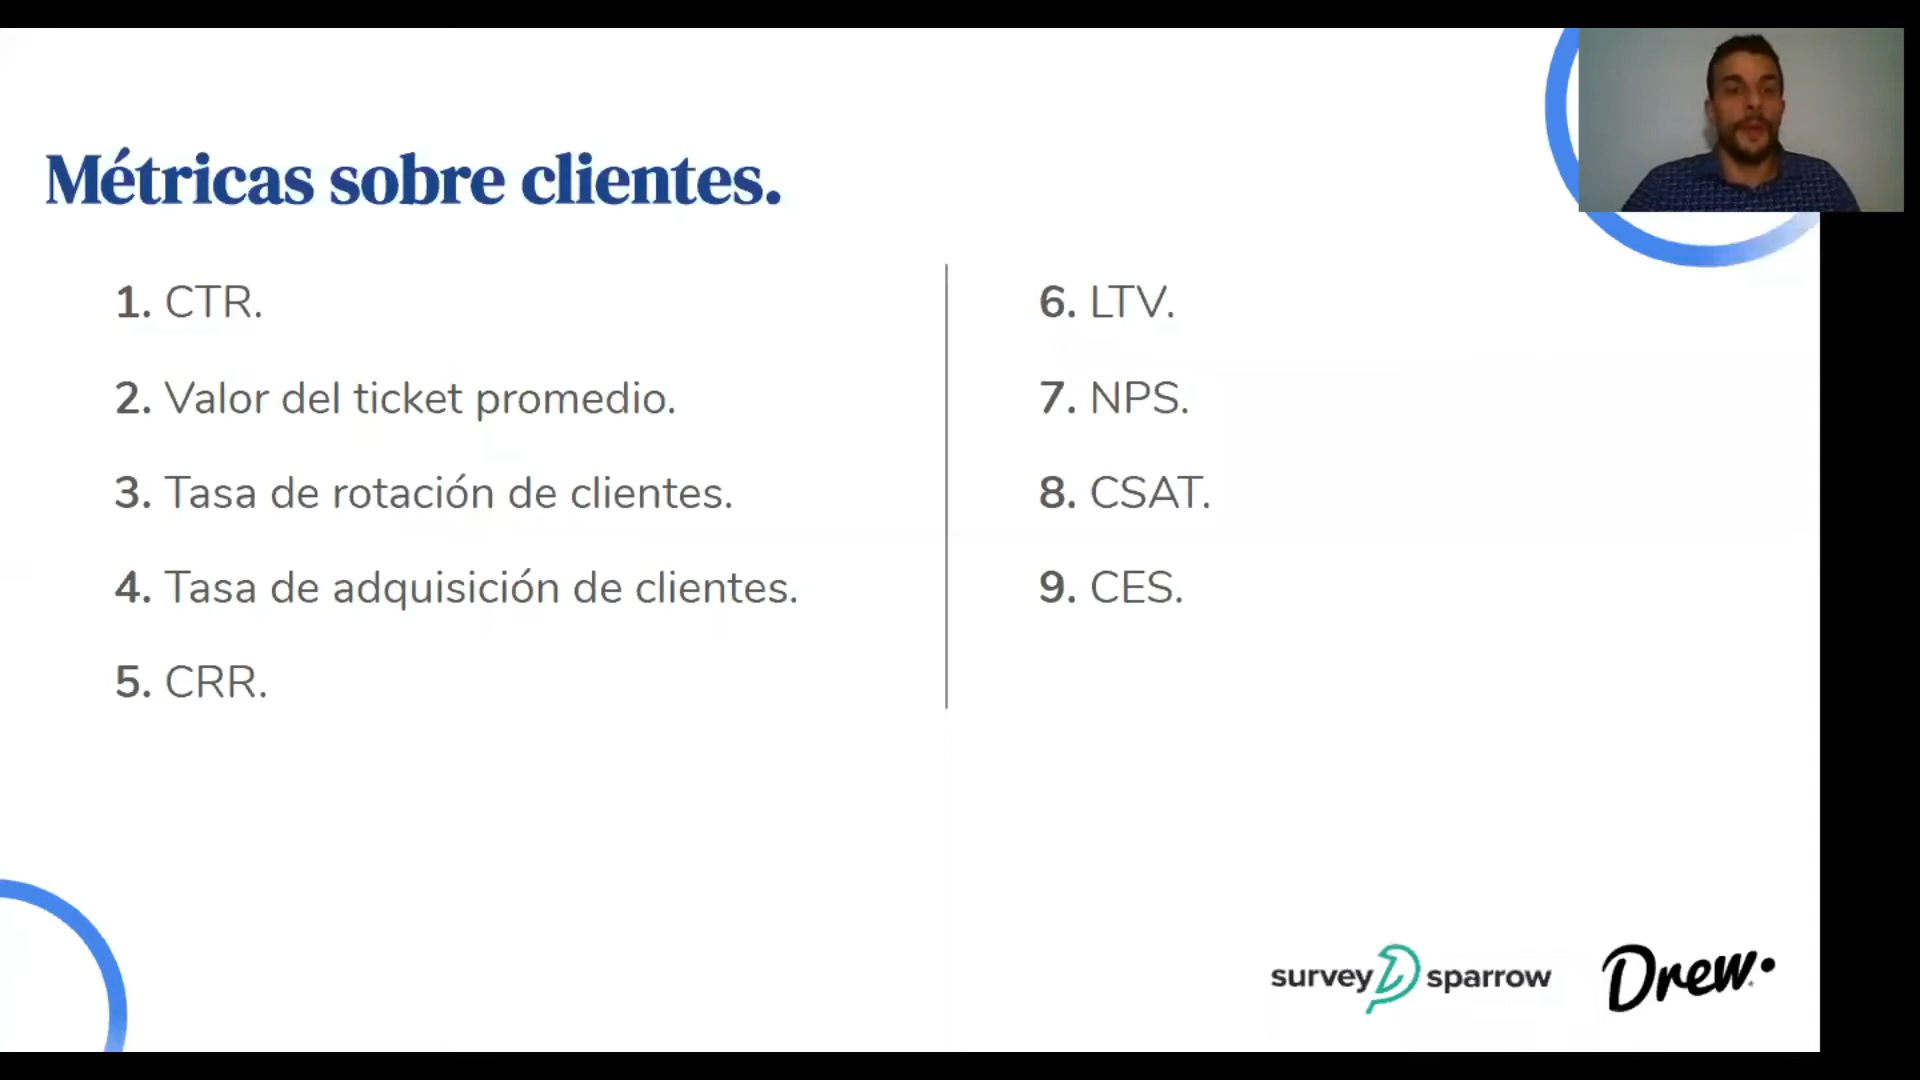 Métricas sobre clientes.
1. CTR.
2. Valor del ticket promedio.
3. Tasa de rotación de clientes.
4. Tasa de adquisición de clientes.
5. CRR.
6. LTV.
7. NPS.
8. CSAT.
9. CES.
survey sparrow
Drew